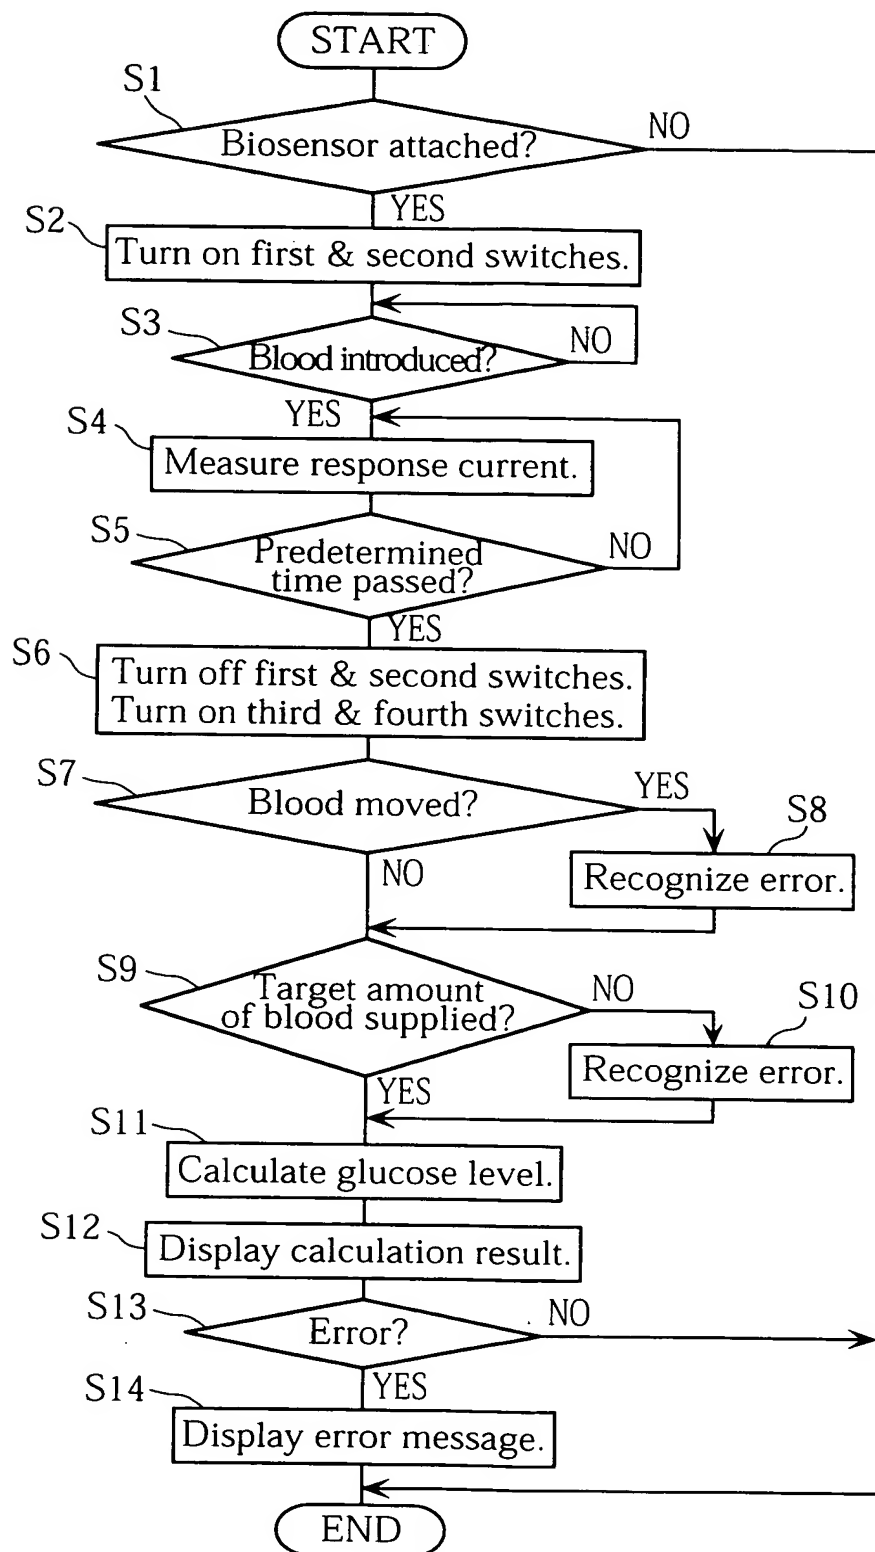 START
S1
Biosensor attached?
NO
YES
S2
Turn on first & second switches.
S3
Blood introduced?
NO
YES
S4
Measure response current.
S5
Predetermined
time passed?
NO
YES
S6
Turn off first & second switches.
Turn on third & fourth switches.
S7
Blood moved?
YES
S8
Recognize error.
NO
S9
Target amount
of blood supplied?
NO
S10
Recognize error.
YES
S11
Calculate glucose level.
S12
Display calculation result.
S13
Error?
NO
YES
S14
Display error message.
END